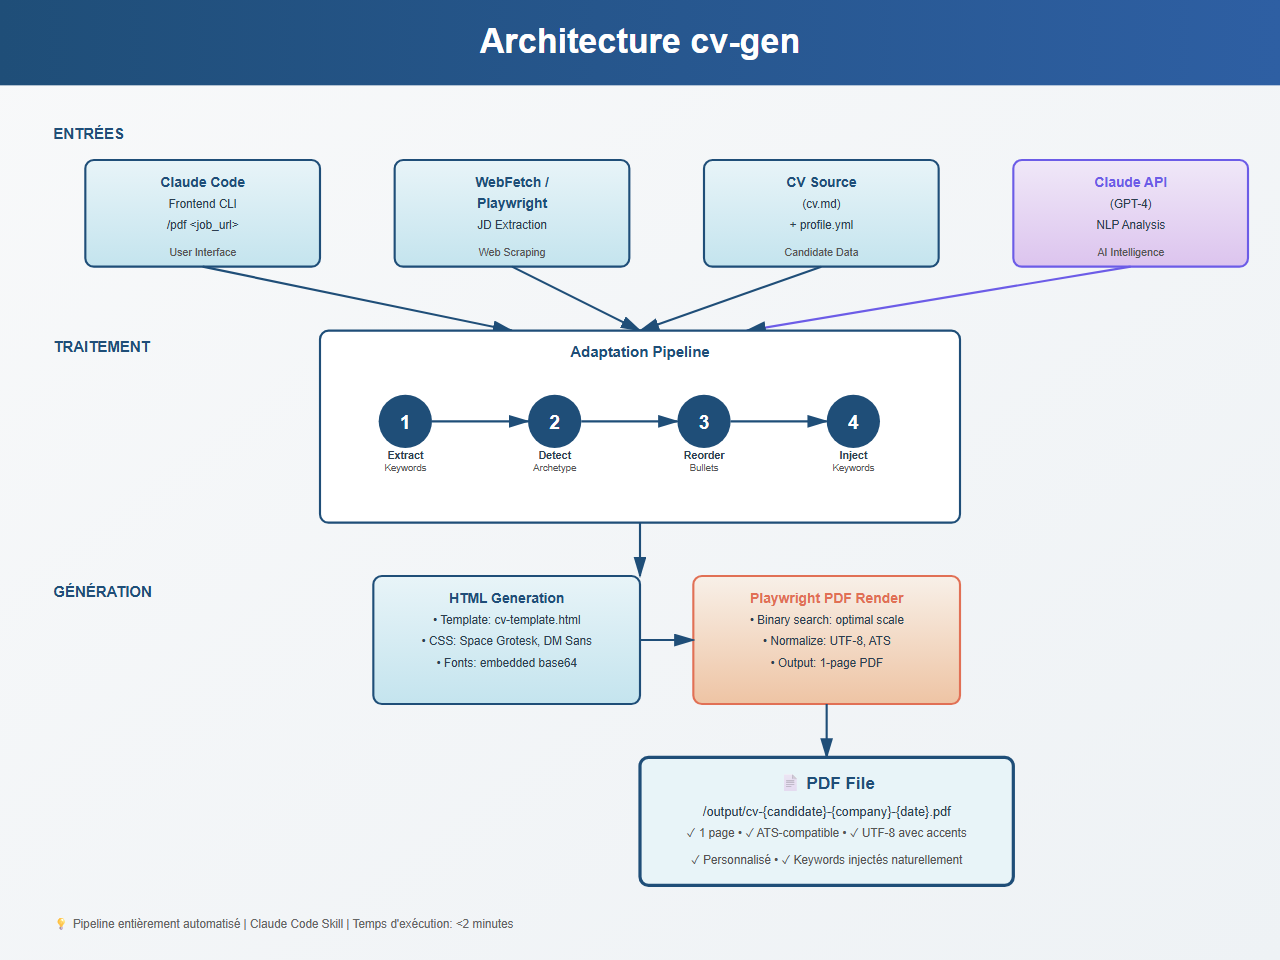 Architecture cv-gen
ENTRÉES
Claude Code
Frontend CLI
/pdf <job_url>
User Interface
WebFetch /
Playwright
JD Extraction
Web Scraping
CV Source
(cv.md)
+ profile.yml
Candidate Data
Claude API
(GPT-4)
NLP Analysis
AI Intelligence
TRAITEMENT
Adaptation Pipeline
1
Extract
Keywords
2
Detect
Archetype
3
Reorder
Bullets
4
Inject
Keywords
GÉNÉRATION
HTML Generation
• Template: cv-template.html
• CSS: Space Grotesk, DM Sans
• Fonts: embedded base64
Playwright PDF Render
• Binary search: optimal scale
• Normalize: UTF-8, ATS
• Output: 1-page PDF
📄 PDF File
/output/cv-{candidate}-{company}-{date}.pdf
✓ 1 page • ✓ ATS-compatible • ✓ UTF-8 avec accents
✓ Personnalisé • ✓ Keywords injectés naturellement
💡 Pipeline entièrement automatisé | Claude Code Skill | Temps d'exécution: <2 minutes